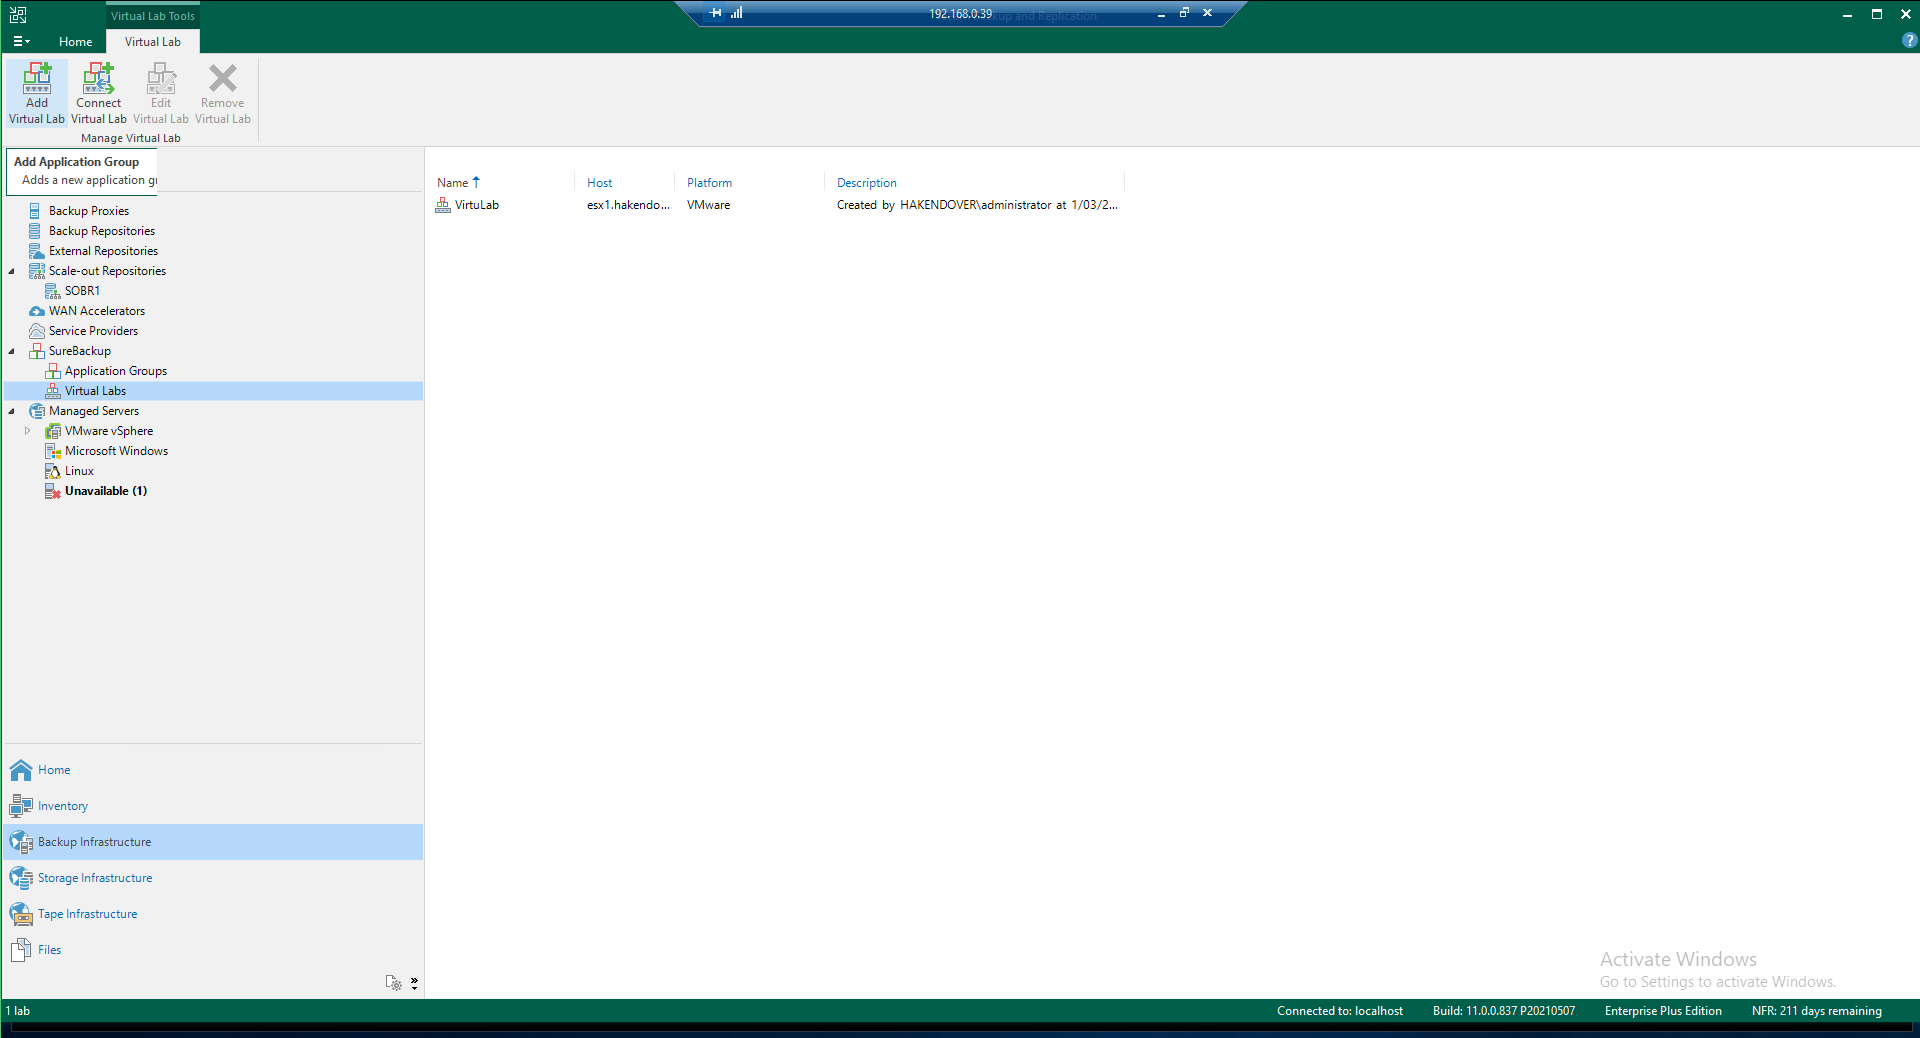 Virtual Lab Tools
192.168.0.39
kup and Replication
Home
Virtual Lab
Add
Virtual Lab
Connect
Virtual Lab
Edit
Virtual Lab
Remove
Virtual Lab
Manage Virtual Lab
Add Application Group
Adds a new application gr
Backup Proxies
Backup Repositories
External Repositories
Scale-out Repositories
SOBR1
WAN Accelerators
Service Providers
SureBackup
Application Groups
Virtual Labs
Managed Servers
VMware vSphere
Microsoft Windows
Linux
Unavailable (1)
Name Host Platform Description
VirtuLab esx1.hakendo... VMware Created by HAKENDOVER\administrator at 1/03/2...
Home
Inventory
Backup Infrastructure
Storage Infrastructure
Tape Infrastructure
Files
Activate Windows
Go to Settings to activate Windows.
1 lab
Connected to: localhost
Build: 11.0.0.837 P20210507
Enterprise Plus Edition
NFR: 211 days remaining